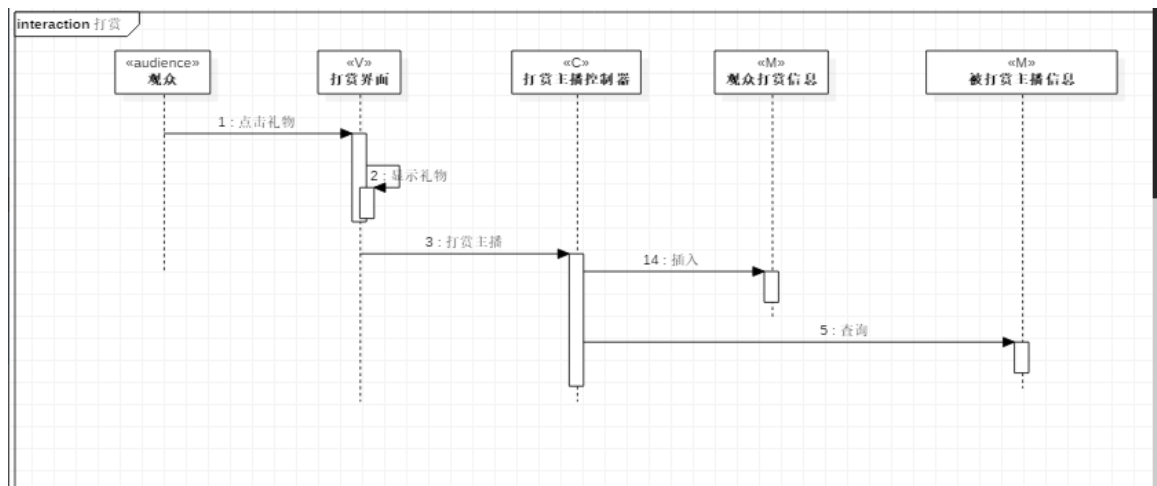 interaction 打赏
«audience»
观众
«V»
打赏界面
«C»
打赏主播控制器
«M»
观众打赏信息
«M»
被打赏主播信息
1 : 点击礼物
2 : 显示礼物
3 : 打赏主播
14 : 插入
5 : 查询